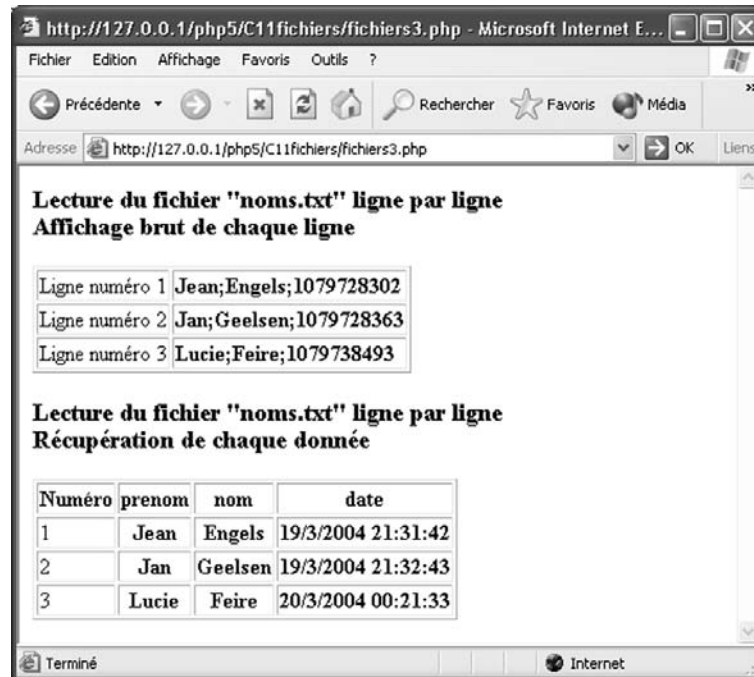 http://127.0.0.1/php5/C11fichiers/fichiers3.php - Microsoft Internet E...
Fichier Edition Affichage Favoris Outils ?
Précédente Rechercher Favoris Média »
Adresse http://127.0.0.1/php5/C11fichiers/fichiers3.php OK Liens
Lecture du fichier "noms.txt" ligne par ligne
Affichage brut de chaque ligne
Ligne numéro 1 Jean;Engels;1079728302
Ligne numéro 2 Jan;Geelsen;1079728363
Ligne numéro 3 Lucie;Feire;1079738493
Lecture du fichier "noms.txt" ligne par ligne
Récupération de chaque donnée
Numéro prenom nom date
1 Jean Engels 19/3/2004 21:31:42
2 Jan Geelsen 19/3/2004 21:32:43
3 Lucie Feire 20/3/2004 00:21:33
Terminé Internet